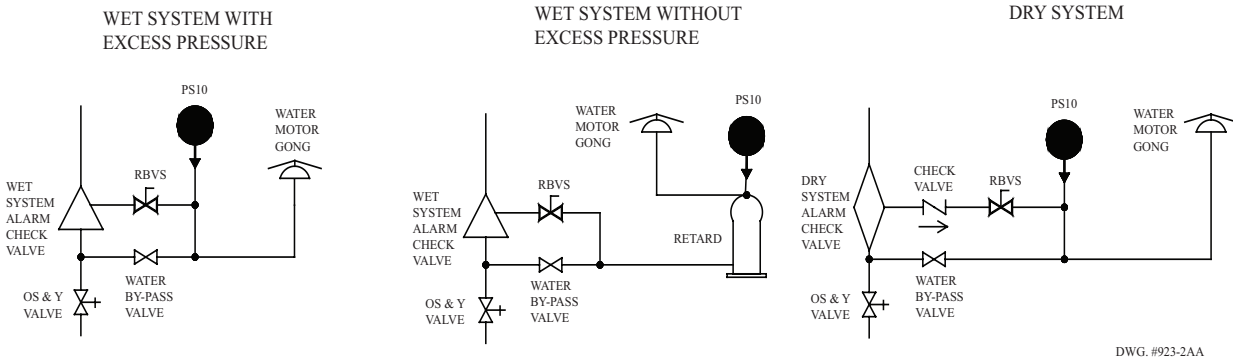 WET SYSTEM WITH
EXCESS PRESSURE
PS10
WATER
MOTOR
GONG
RBVS
WET
SYSTEM
ALARM
CHECK
VALVE
WATER
BY-PASS
VALVE
OS & Y
VALVE
WET SYSTEM WITHOUT
EXCESS PRESSURE
WATER
MOTOR
GONG
PS10
RBVS
WET
SYSTEM
ALARM
CHECK
VALVE
RETARD
WATER
BY-PASS
VALVE
OS & Y
VALVE
DRY SYSTEM
PS10
WATER
MOTOR
GONG
CHECK
VALVE
RBVS
DRY
SYSTEM
ALARM
CHECK
VALVE
WATER
BY-PASS
VALVE
OS & Y
VALVE
DWG. #923-2AA